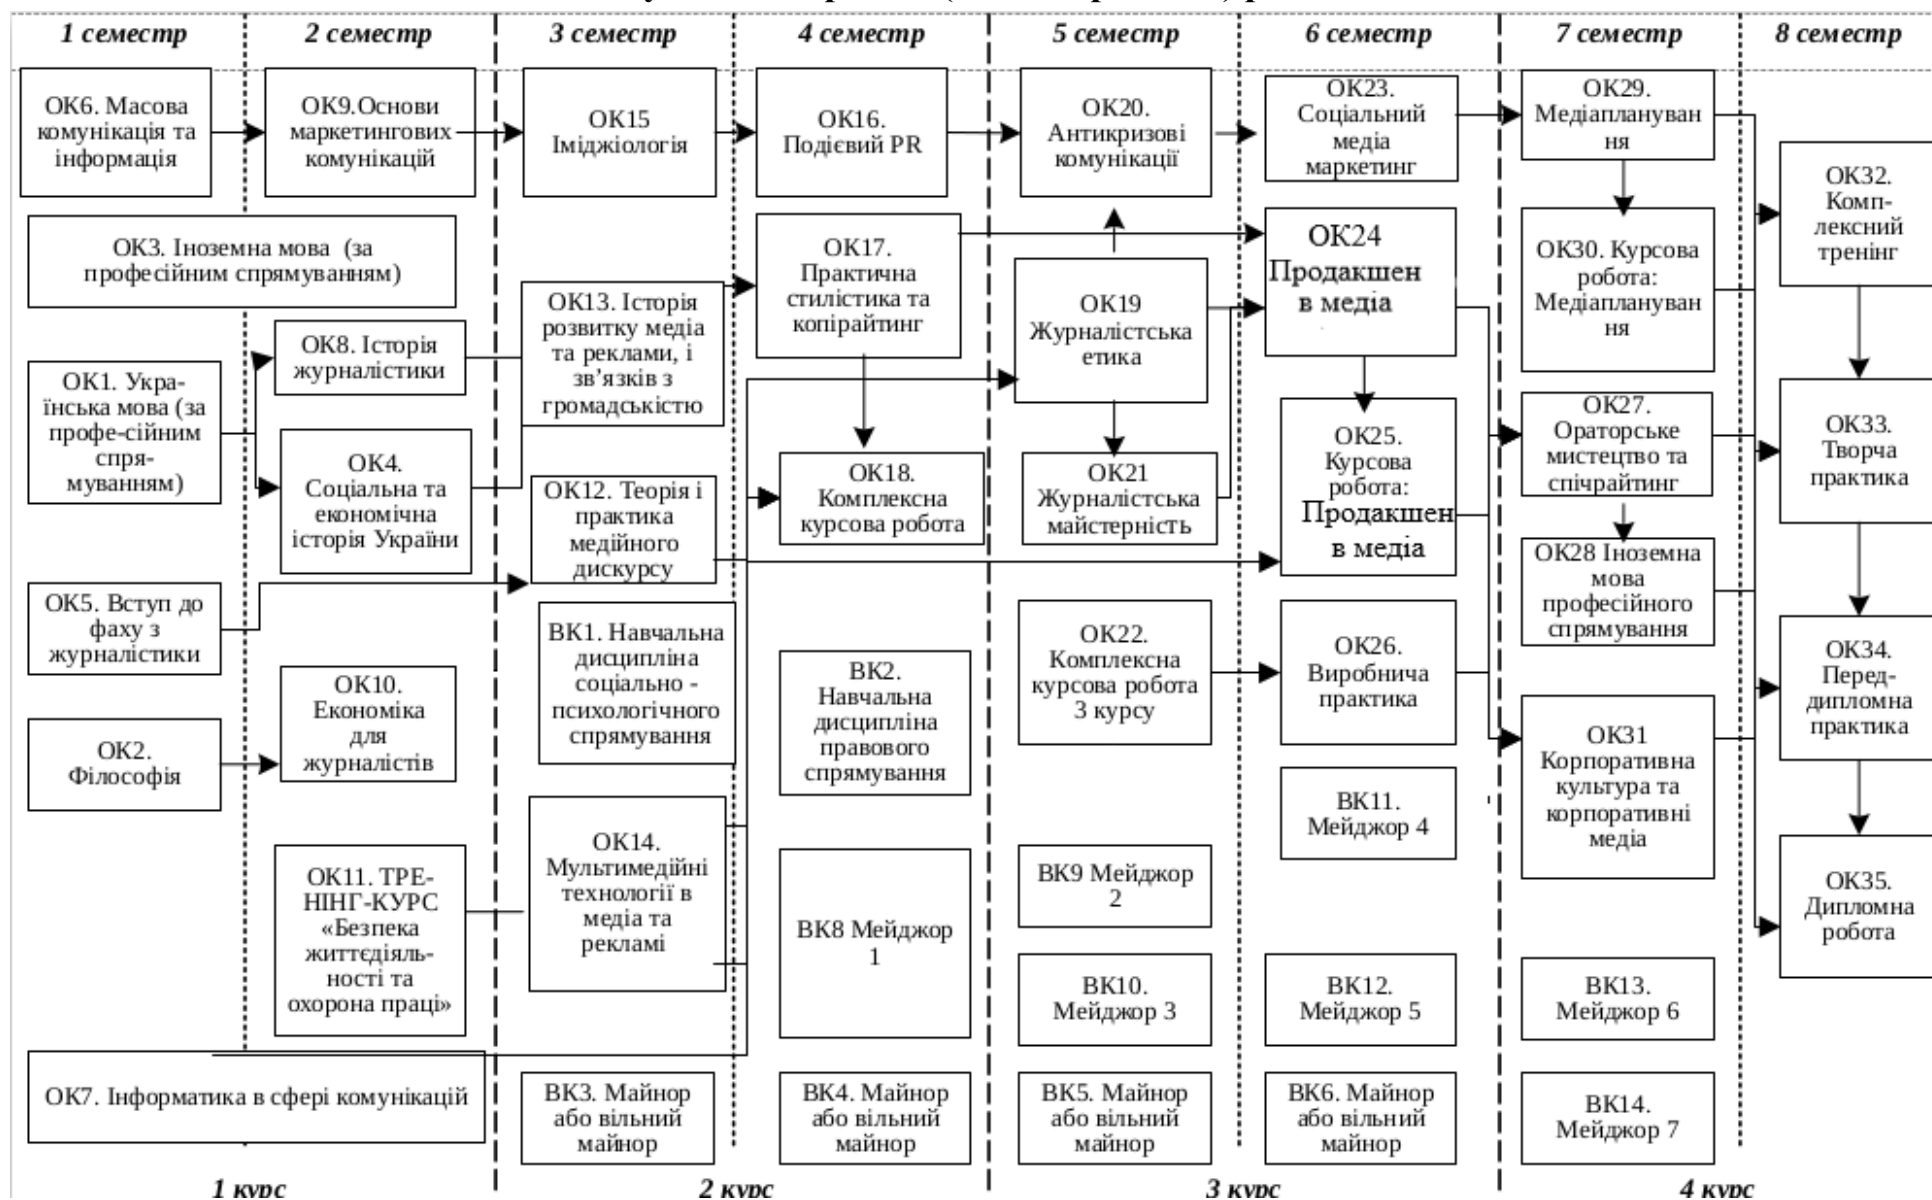 1 семестр
2 семестр
3 семестр
4 семестр
5 семестр
6 семестр
7 семестр
8 семестр
ОК6. Масова
комунікація та
інформація
ОК3. Іноземна мова (за
професійним спрямуванням)
ОК1. Укра-
їнська мова (за
профе-сійним
спря-
муванням)
ОК5. Вступ до
фаху з
журналістики
ОК2.
Філософія
ОК7. Інформатика в сфері комунікацій
ОК9.Основи
маркетингових
комунікацій
ОК8. Історія
журналістики
ОК4.
Соціальна та
економічна
історія України
ОК10.
Економіка
для
журналістів
ОК11. ТРЕ-
НІНГ-КУРС
«Безпека
життєдіяль-
ності та
охорона праці»
ОК15
Іміджіологія
ОК13. Історія
розвитку медіа
та реклами, і
зв’язків з
громадськістю
ОК12. Теорія і
практика
медійного
дискурсу
ВК1. Навчальна
дисципліна
соціально -
психологічного
спрямування
ОК14.
Мультимедійні
технології в
медіа та
рекламі
ВК3. Майнор
або вільний
майнор
ОК16.
Подієвий PR
ОК17.
Практична
стилістика та
копірайтинг
ОК18.
Комплексна
курсова робота
ВК2.
Навчальна
дисципліна
правового
спрямування
ВК8 Мейджор
1
ВК4. Майнор
або вільний
майнор
ОК20.
Антикризові
комунікації
ОК19
Журналістська
етика
ОК21
Журналістська
майстерність
ОК22.
Комплексна
курсова робота
3 курсу
ВК9 Мейджор
2
ВК10.
Мейджор 3
ВК5. Майнор
або вільний
майнор
ОК23.
Соціальний
медіа
маркетинг
ОК24
Продакшен
в медіа
ОК25.
Курсова
робота:
Продакшен
в медіа
ОК26.
Виробнича
практика
ВК11.
Мейджор 4
ВК12.
Мейджор 5
ВК6. Майнор
або вільний
майнор
ОК29.
Медіаплануван
ня
ОК30. Курсова
робота:
Медіаплануван
ня
ОК27.
Ораторське
мистецтво та
спічрайтинг
ОК28 Іноземна
мова
професійного
спрямування
ОК31
Корпоративна
культура та
корпоративні
медіа
ВК13.
Мейджор 6
ВК14.
Мейджор 7
ОК32.
Комп-
лексний
тренінг
ОК33.
Творча
практика
ОК34.
Перед-
дипломна
практика
ОК35.
Дипломна
робота
1 курс
2 курс
3 курс
4 курс